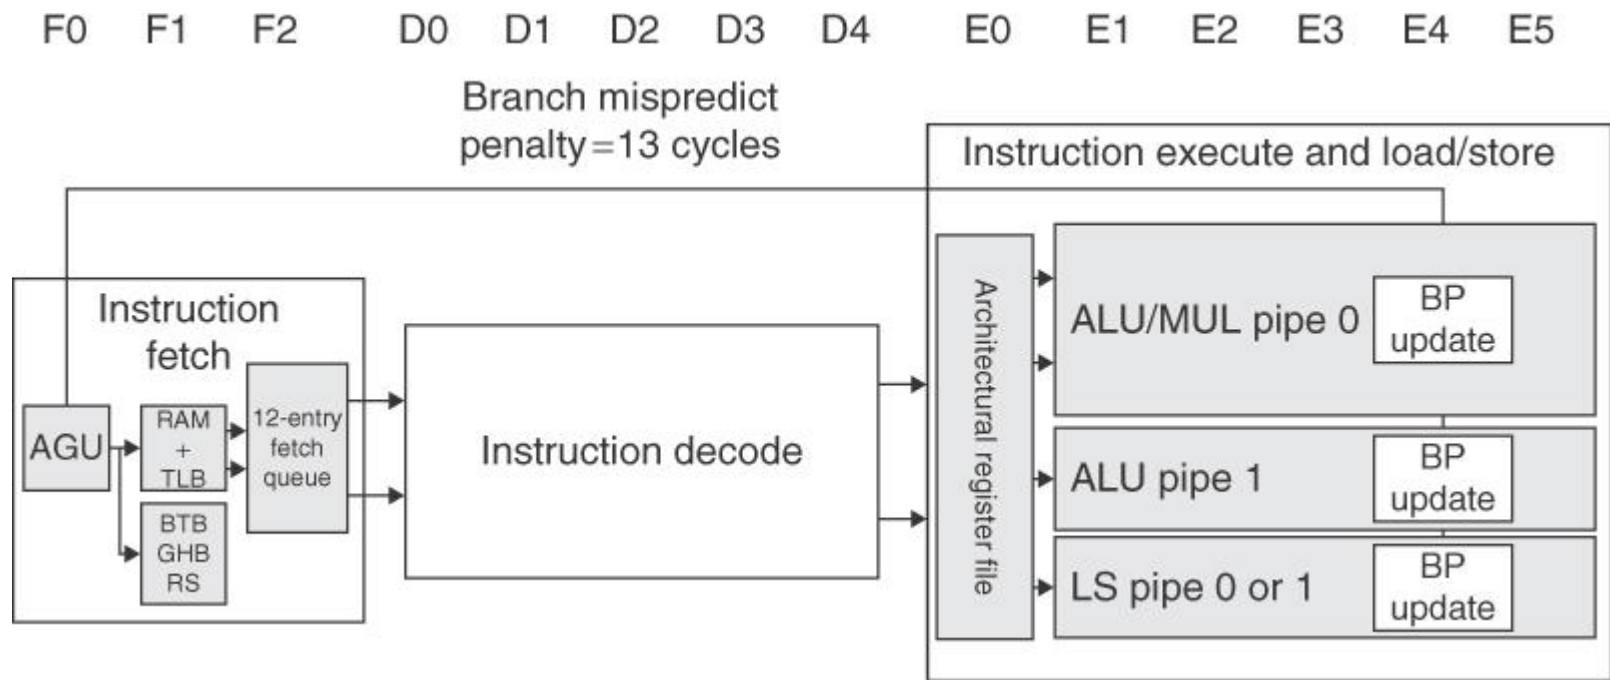 F0 F1 F2 D0 D1 D2 D3 D4 E0 E1 E2 E3 E4 E5
Branch mispredict
penalty=13 cycles
Instruction execute and load/store
Instruction
fetch
AGU
RAM
+
TLB
BTB
GHB
RS
12-entry
fetch
queue
Instruction decode
Architectural register file
ALU/MUL pipe 0
BP
update
ALU pipe 1
BP
update
LS pipe 0 or 1
BP
update